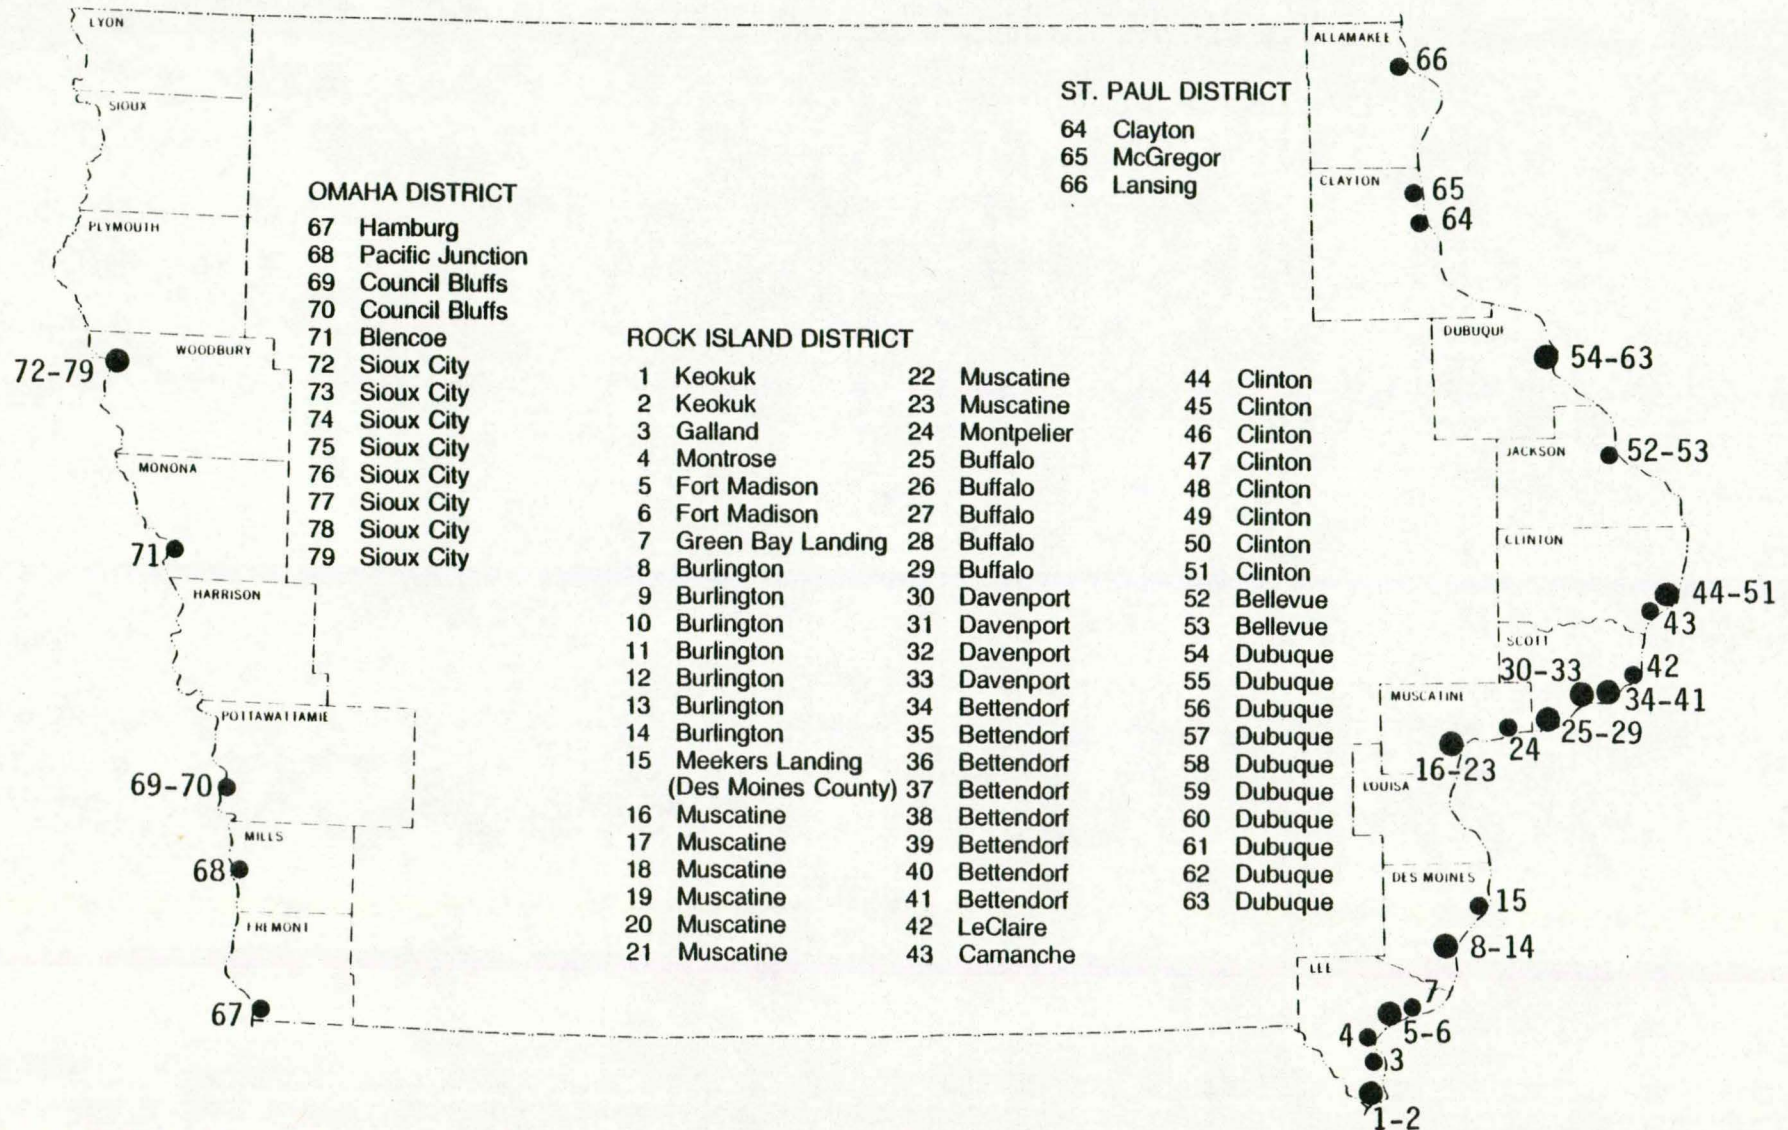 LYON
SIOUX
PLYMOUTH
WOODBURY
72-79
MONONA
71
HARRISON
POTTAWATTAMIE
69-70
MILLS
68
FREMONT
67
OMAHA DISTRICT
67 Hamburg
68 Pacific Junction
69 Council Bluffs
70 Council Bluffs
71 Blencoe
72 Sioux City
73 Sioux City
74 Sioux City
75 Sioux City
76 Sioux City
77 Sioux City
78 Sioux City
79 Sioux City
ROCK ISLAND DISTRICT
1 Keokuk
2 Keokuk
3 Galland
4 Montrose
5 Fort Madison
6 Fort Madison
7 Green Bay Landing
8 Burlington
9 Burlington
10 Burlington
11 Burlington
12 Burlington
13 Burlington
14 Burlington
15 Meekers Landing
(Des Moines County)
16 Muscatine
17 Muscatine
18 Muscatine
19 Muscatine
20 Muscatine
21 Muscatine
22 Muscatine
23 Muscatine
24 Montpelier
25 Buffalo
26 Buffalo
27 Buffalo
28 Buffalo
29 Buffalo
30 Davenport
31 Davenport
32 Davenport
33 Davenport
34 Bettendorf
35 Bettendorf
36 Bettendorf
37 Bettendorf
38 Bettendorf
39 Bettendorf
40 Bettendorf
41 Bettendorf
42 LeClaire
43 Camanche
44 Clinton
45 Clinton
46 Clinton
47 Clinton
48 Clinton
49 Clinton
50 Clinton
51 Clinton
52 Bellevue
53 Bellevue
54 Dubuque
55 Dubuque
56 Dubuque
57 Dubuque
58 Dubuque
59 Dubuque
60 Dubuque
61 Dubuque
62 Dubuque
63 Dubuque
ST. PAUL DISTRICT
64 Clayton
65 McGregor
66 Lansing
ALLAMAKEE
66
CLAYTON
65
64
DUBUQUE
54-63
JACKSON
52-53
CLINTON
44-51
43
SCOTT
30-33
42
34-41
MUSCATINE
25-29
24
16-23
LOUISA
DES MOINES
15
8-14
LEE
7
5-6
4
3
1-2